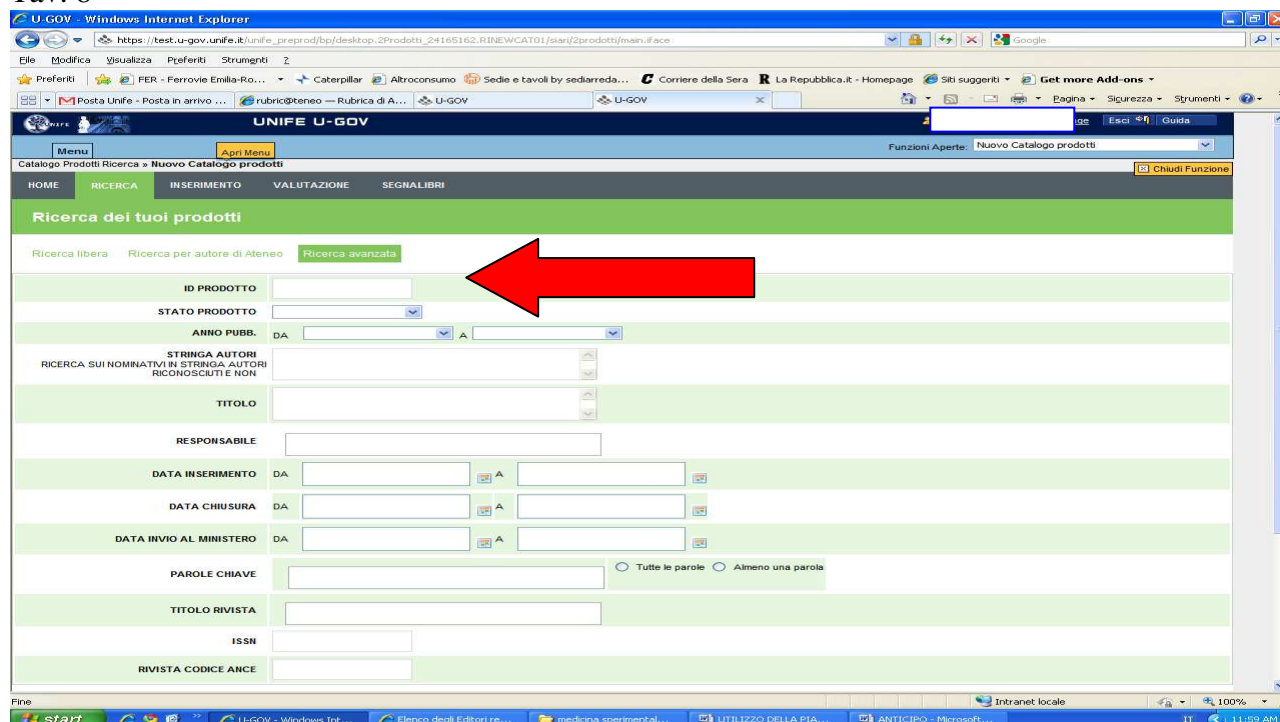 U-GOV - Windows Internet Explorer
https://test.u-gov.unife.it/unife_preprod/bp/desktop.2Prodotti_24165162.RINEWCAT01/siari/2prodotti/main.iface
Google
File Modifica Visualizza Preferiti Strumenti ?
Preferiti FER - Ferrovie Emilia-Ro... Caterpillar Altroconsumo Sedie e tavoli by sediarreda... Corriere della Sera La Repubblica.it - Homepage Siti suggeriti Get more Add-ons
Posta Unife - Posta in arrivo ... rubric@teneo — Rubrica di A... U-GOV U-GOV Pagina Sicurezza Strumenti
UNIFE UNIFE U-GOV Esci Guida
Menu Apri Menu Funzioni Aperte: Nuovo Catalogo prodotti
Catalogo Prodotti Ricerca » Nuovo Catalogo prodotti Chiudi Funzione
HOME RICERCA INSERIMENTO VALUTAZIONE SEGNALIBRI
Ricerca dei tuoi prodotti
Ricerca libera Ricerca per autore di Ateneo Ricerca avanzata
ID PRODOTTO
STATO PRODOTTO
ANNO PUBB. DA A
STRINGA AUTORI
RICERCA SUI NOMINATIVI IN STRINGA AUTORI
RICONOSCIUTI E NON
TITOLO
RESPONSABILE
DATA INSERIMENTO DA A
DATA CHIUSURA DA A
DATA INVIO AL MINISTERO DA A
PAROLE CHIAVE Tutte le parole Almeno una parola
TITOLO RIVISTA
ISSN
RIVISTA CODICE ANCE
Fine Intranet locale 100%
start U-GOV - Windows Int... Elenco degli Editori re... medicina sperimental... UTILIZZO DELLA PIA... ANTICIPO - Microsoft... IT 11:59 AM